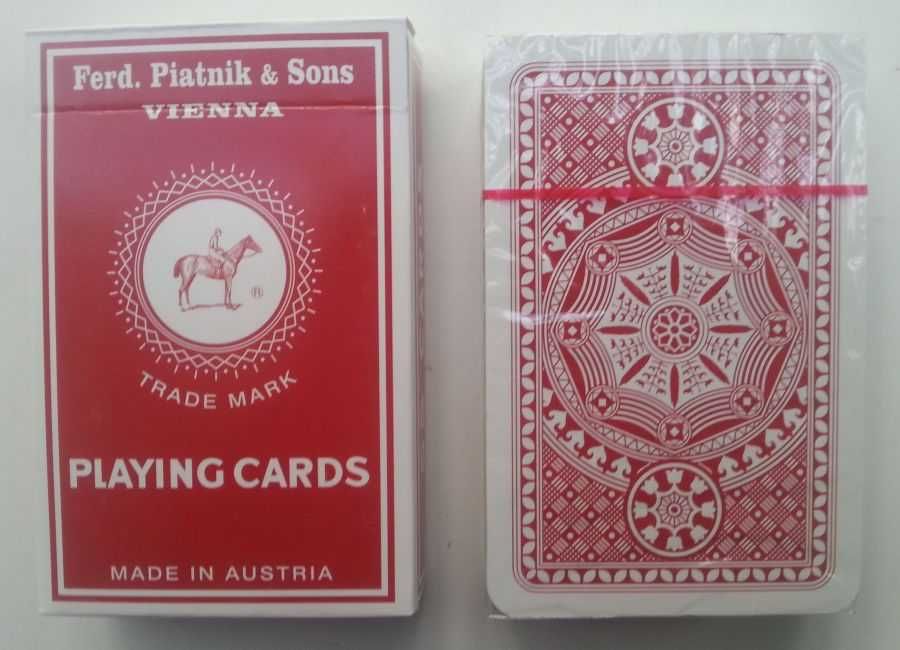 Ferd. Piatnik & Sons
VIENNA
®
TRADE MARK
PLAYING CARDS
MADE IN AUSTRIA